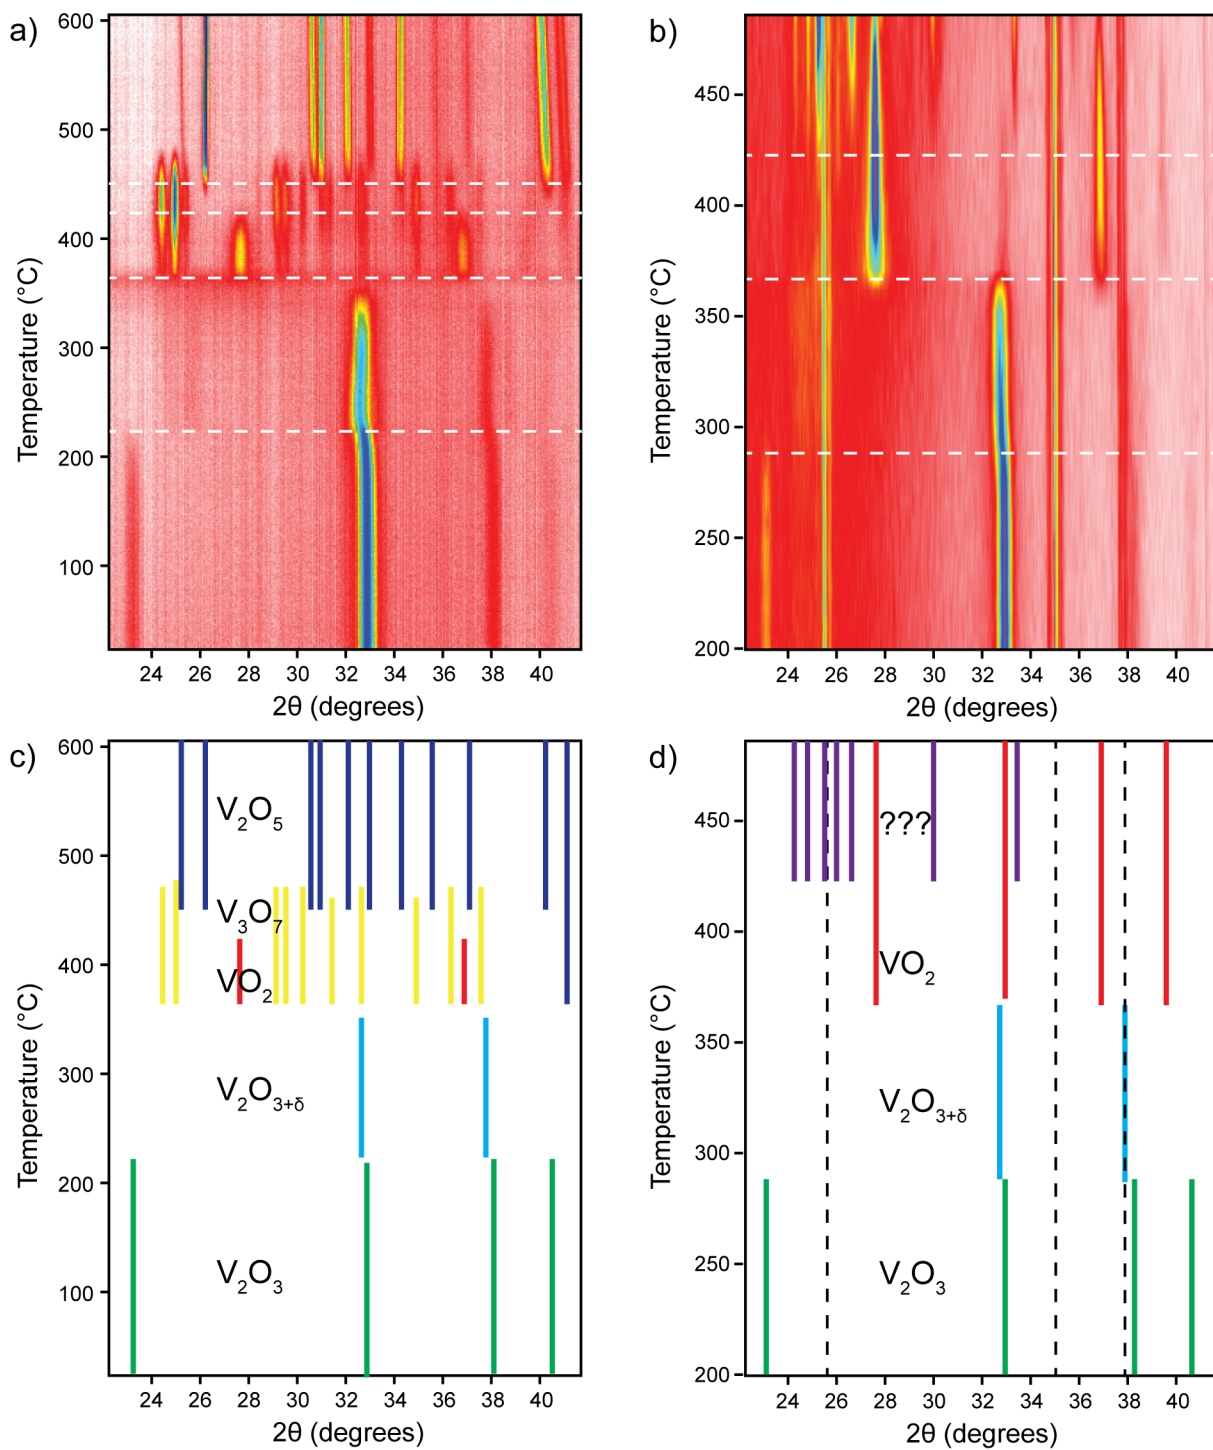 a)
600
500
400
300
200
100
Temperature (°C)
24 26 28 30 32 34 36 38 40
2θ (degrees)
b)
450
400
350
300
250
200
Temperature (°C)
24 26 28 30 32 34 36 38 40
2θ (degrees)
c)
600
500
400
300
200
100
Temperature (°C)
V₂O₅
V₃O₇
VO₂
V₂O₃₊δ
V₂O₃
24 26 28 30 32 34 36 38 40
2θ (degrees)
d)
450
400
350
300
250
200
Temperature (°C)
???
VO₂
V₂O₃₊δ
V₂O₃
24 26 28 30 32 34 36 38 40
2θ (degrees)